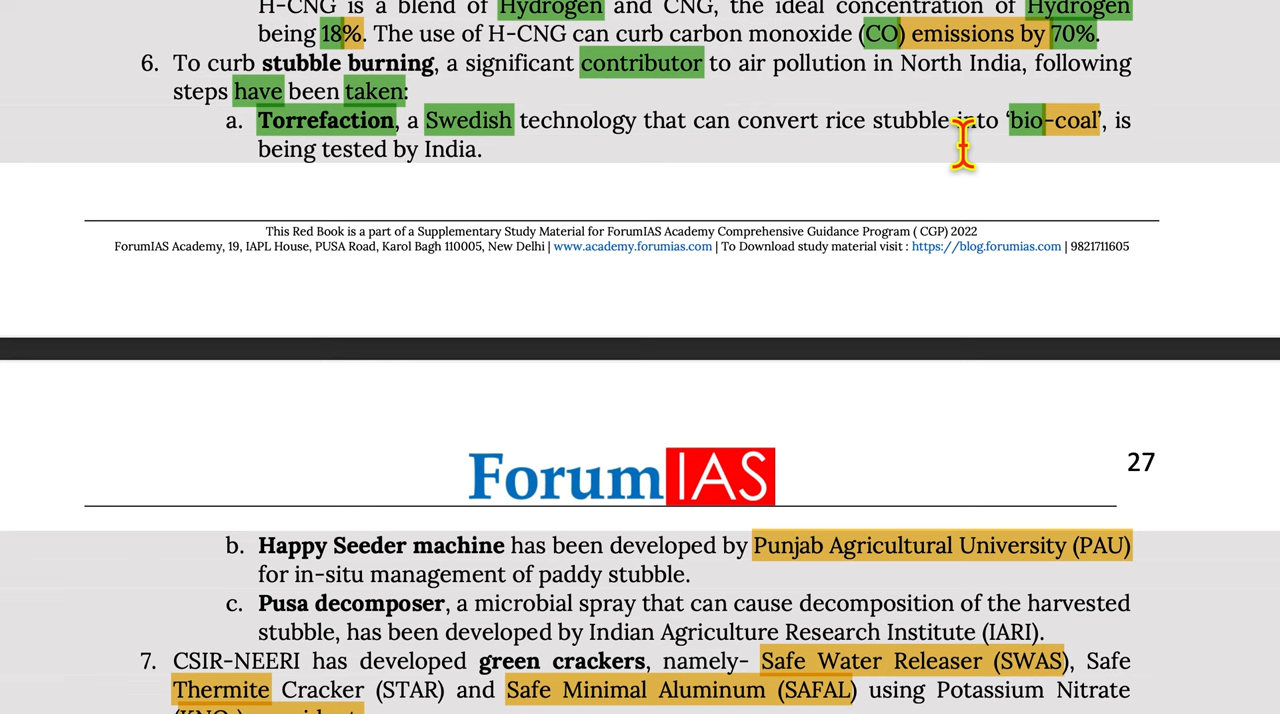 H-CNG is a blend of Hydrogen and CNG, the ideal concentration of Hydrogen
being 18%. The use of H-CNG can curb carbon monoxide (CO) emissions by 70%.
6. To curb stubble burning, a significant contributor to air pollution in North India, following
steps have been taken:
a. Torrefaction, a Swedish technology that can convert rice stubble into ‘bio-coal’, is
being tested by India.
This Red Book is a part of a Supplementary Study Material for ForumIAS Academy Comprehensive Guidance Program ( CGP) 2022
ForumIAS Academy, 19, IAPL House, PUSA Road, Karol Bagh 110005, New Delhi | www.academy.forumias.com | To Download study material visit : https://blog.forumias.com | 9821711605
ForumIAS
27
b. Happy Seeder machine has been developed by Punjab Agricultural University (PAU)
for in-situ management of paddy stubble.
c. Pusa decomposer, a microbial spray that can cause decomposition of the harvested
stubble, has been developed by Indian Agriculture Research Institute (IARI).
7. CSIR-NEERI has developed green crackers, namely- Safe Water Releaser (SWAS), Safe
Thermite Cracker (STAR) and Safe Minimal Aluminum (SAFAL) using Potassium Nitrate